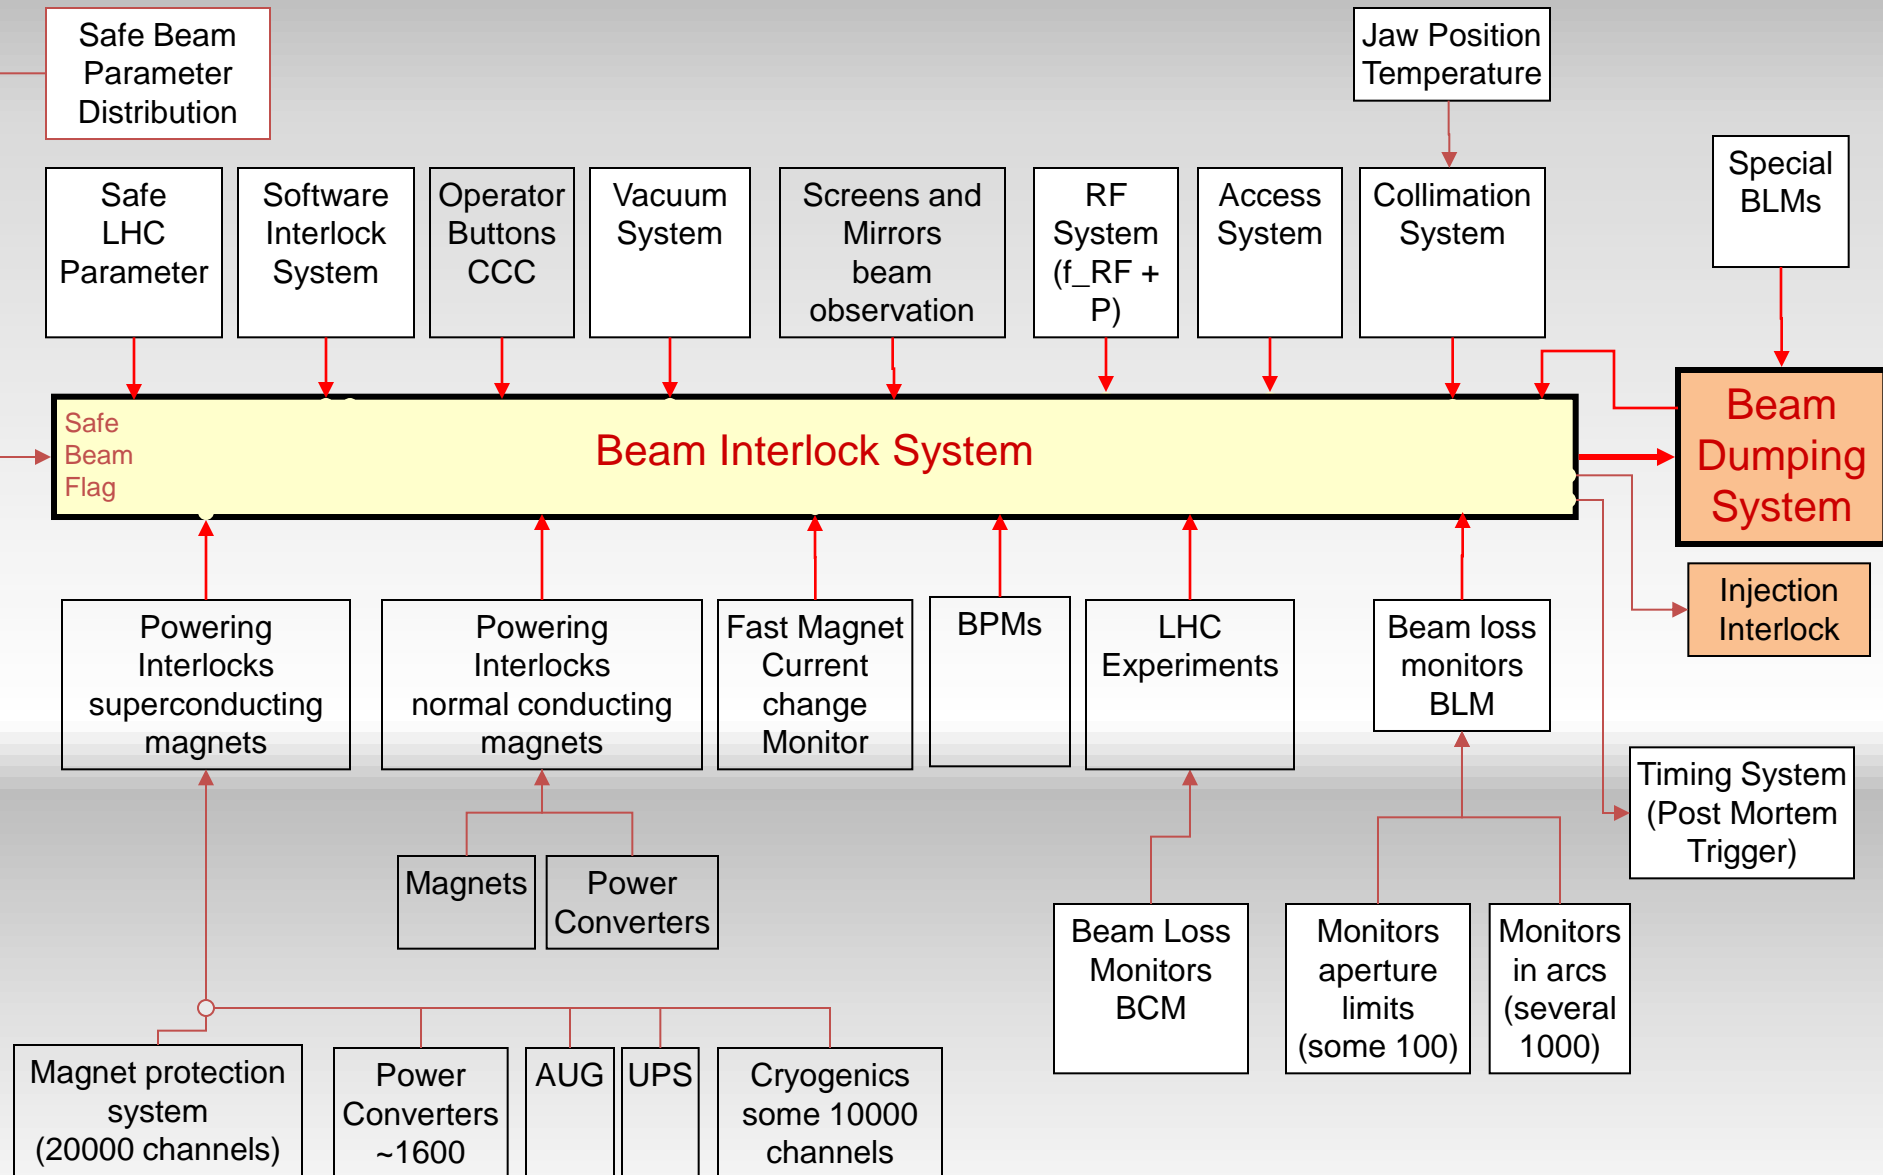 Safe Beam
Parameter
Distribution
Jaw Position
Temperature
Safe
LHC
Parameter
Software
Interlock
System
Operator
Buttons
CCC
Vacuum
System
Screens and
Mirrors
beam
observation
RF
System
(f_RF +
P)
Access
System
Collimation
System
Special
BLMs
Safe
Beam
Flag
Beam Interlock System
Beam
Dumping
System
Injection
Interlock
Powering
Interlocks
superconducting
magnets
Powering
Interlocks
normal conducting
magnets
Fast Magnet
Current
change
Monitor
BPMs
LHC
Experiments
Beam loss
monitors
BLM
Timing System
(Post Mortem
Trigger)
Magnets
Power
Converters
Beam Loss
Monitors
BCM
Monitors
aperture
limits
(some 100)
Monitors
in arcs
(several
1000)
Magnet protection
system
(20000 channels)
Power
Converters
~1600
AUG
UPS
Cryogenics
some 10000
channels